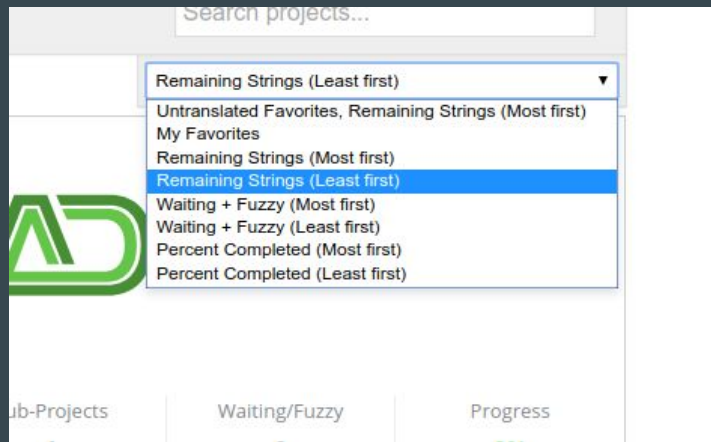 Search projects...
Remaining Strings (Least first)
Untranslated Favorites, Remaining Strings (Most first)
My Favorites
Remaining Strings (Most first)
Remaining Strings (Least first)
Waiting + Fuzzy (Most first)
Waiting + Fuzzy (Least first)
Percent Completed (Most first)
Percent Completed (Least first)
ub-Projects Waiting/Fuzzy Progress